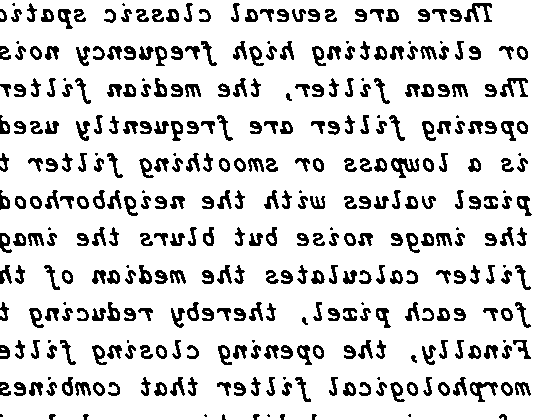 There are several classic spatia
or eliminating high frequency nois
The mean filter, the median filter
opening filter are frequently used
is a lowpass or smoothing filter t
pixel values with the neighborhood
the image noise but blurs the imag
filter calculates the median of th
for each pixel, thereby reducing t
Finally, the opening closing filte
morphological filter that combines